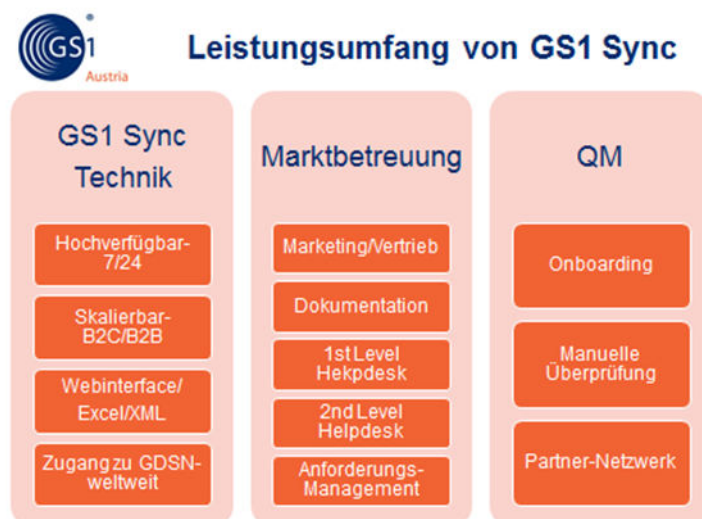 GS1
Austria
Leistungsumfang von GS1 Sync
GS1 Sync
Technik
Hochverfügbar-
7/24
Skalierbar-
B2C/B2B
Webinterface/
Excel/XML
Zugang zu GDSN-
weltweit
Marktbetreuung
Marketing/Vertrieb
Dokumentation
1st Level
Hekpdesk
2nd Level
Helpdesk
Anforderungs-
Management
QM
Onboarding
Manuelle
Überprüfung
Partner-Netzwerk